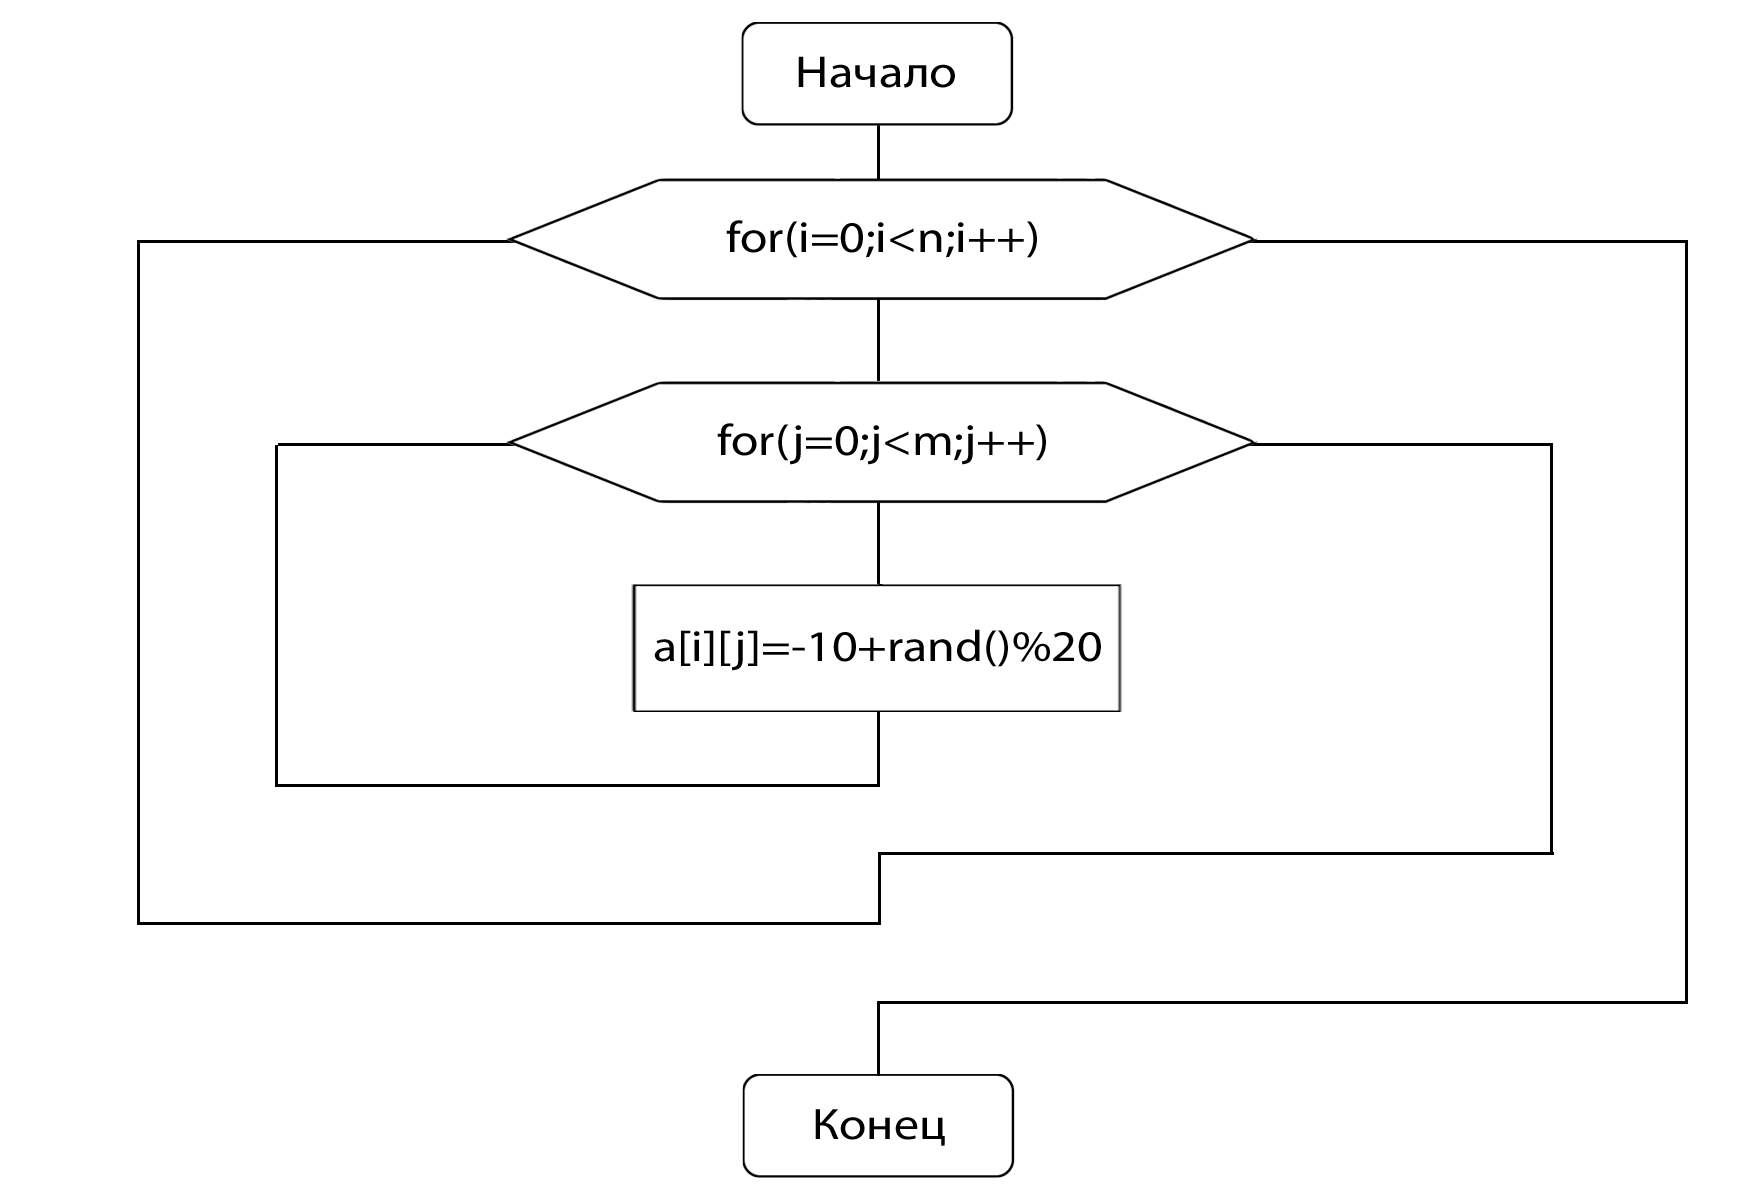 Начало
for(i=0;i<n;i++)
for(j=0;j<m;j++)
a[i][j]=-10+rand()%20
Конец